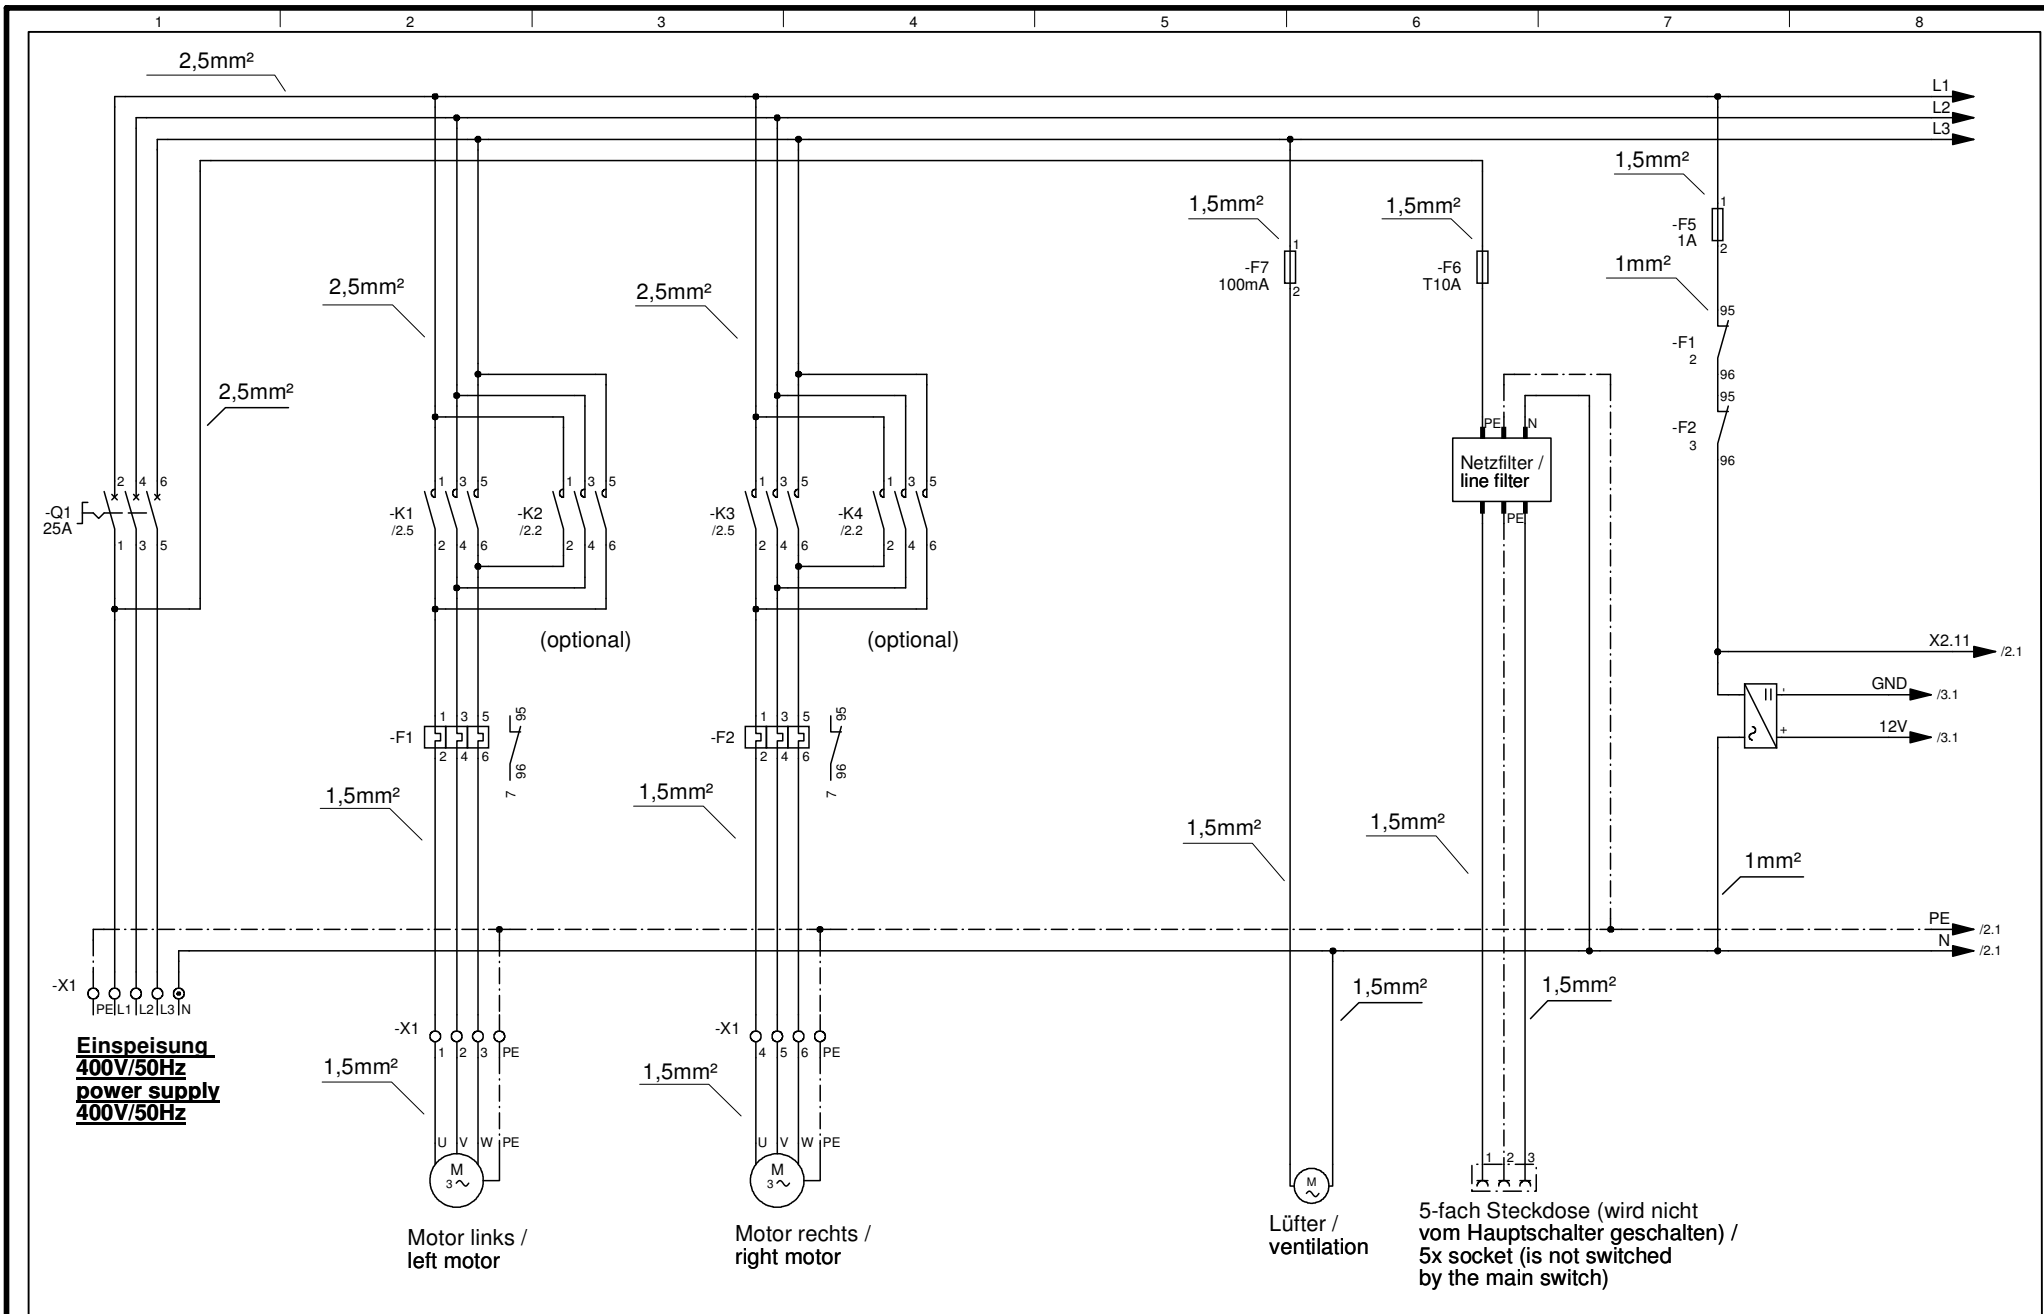 1 2 3 4 5 6 7 8
2,5mm²
L1
L2
L3
1,5mm²
1,5mm²
1,5mm²
1
-F5
1A
2
1
-F7
100mA
2
-F6
T10A
1mm²
2,5mm²
2,5mm²
95
-F1
2
96
2,5mm²
95
-F2
3
96
PE N
Netzfilter /
line filter
PE
2 4 6
-Q1
25A
1 3 5
1 3 5
-K1
/2.5
2 4 6
1 3 5
-K2
/2.2
2 4 6
1 3 5
-K3
/2.5
2 4 6
1 3 5
-K4
/2.2
2 4 6
(optional)
(optional)
X2.11 /2.1
GND /3.1
-
12V /3.1
+
1 3 5
-F1
2 4 6
95
96
7
1 3 5
-F2
2 4 6
95
96
7
1,5mm²
1,5mm²
1,5mm²
1,5mm²
1mm²
PE /2.1
N /2.1
-X1
PE L1 L2 L3 N
Einspeisung
400V/50Hz
power supply
400V/50Hz
1,5mm²
1,5mm²
-X1
1 2 3 PE
-X1
4 5 6 PE
1,5mm²
1,5mm²
U V W PE
M
3
U V W PE
M
3
M
1 2 3
Motor links /
left motor
Motor rechts /
right motor
Lüfter /
ventilation
5-fach Steckdose (wird nicht
vom Hauptschalter geschalten) /
5x socket (is not switched
by the main switch)